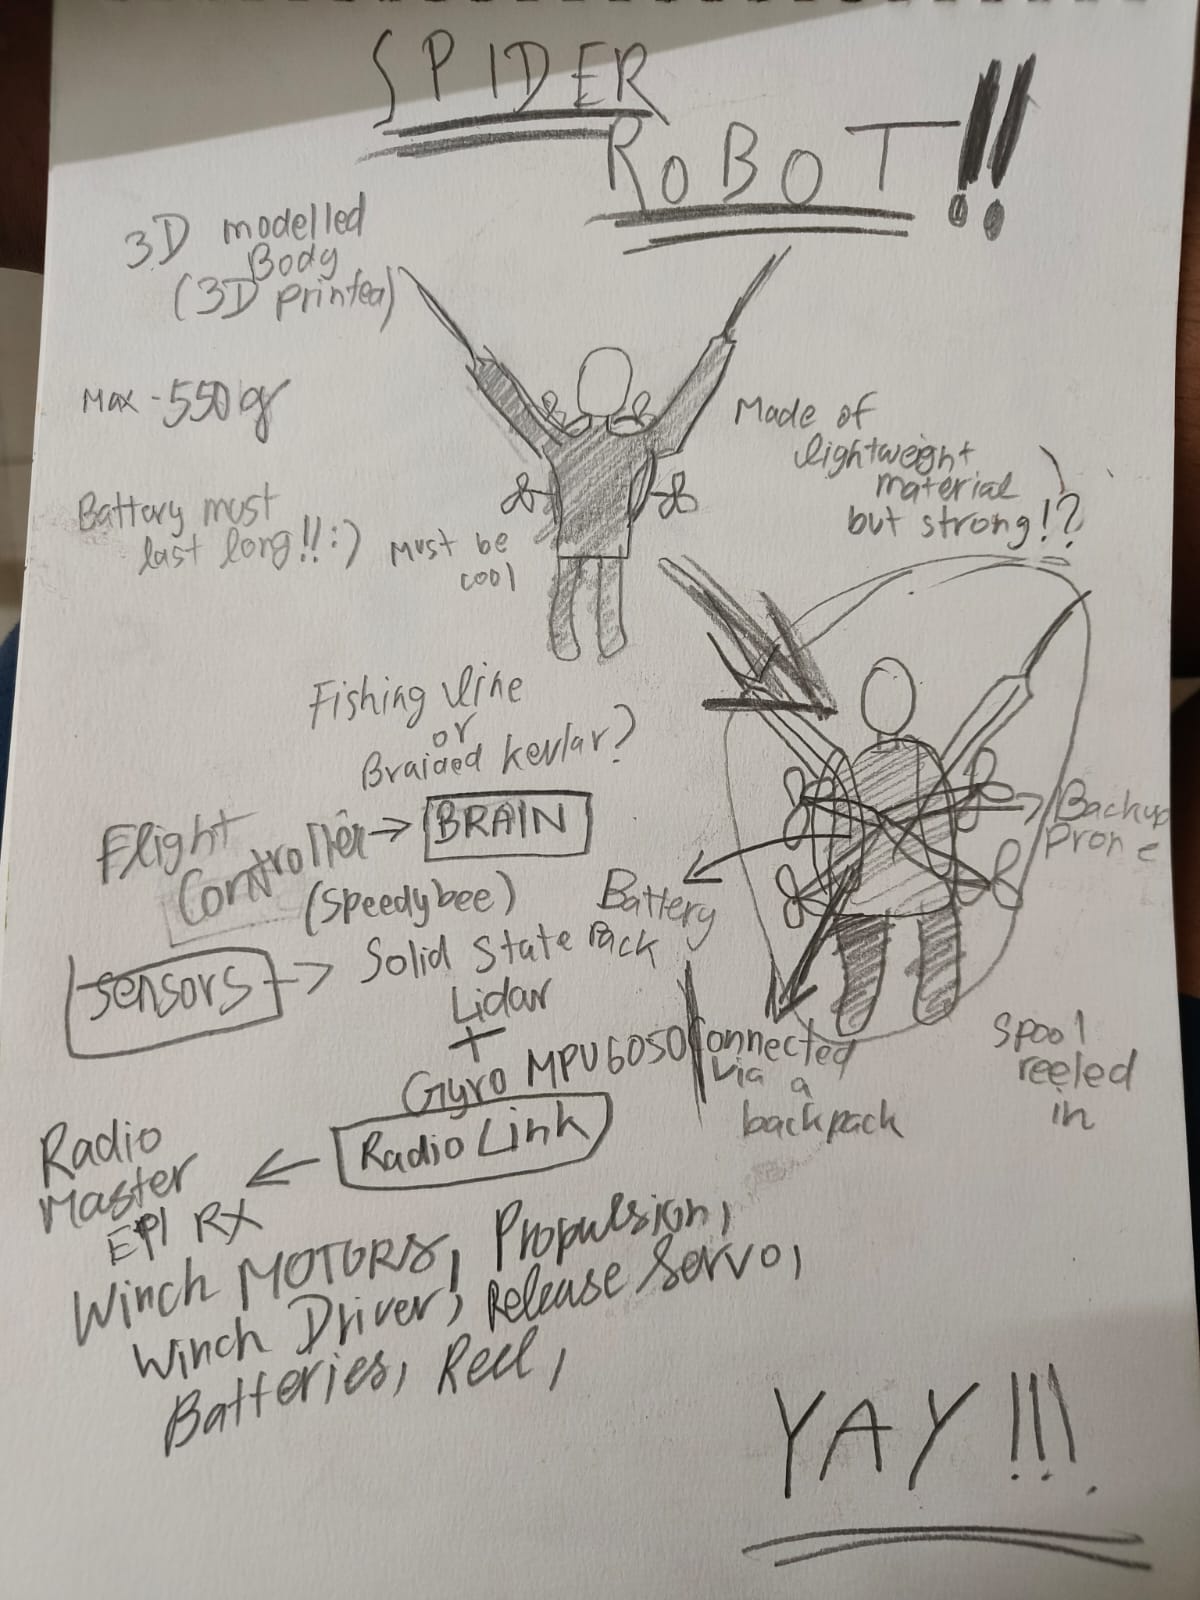 SPIDER
ROBOT!!
3D modelled
Body
(3D printed)
Max - 550 gr
Made of
lightweight
material
but strong!?
Battery must
last long!! :)
Must be
cool
Fishing line
or
Braided kevlar?
Flight
Controller → BRAIN
(speedybee)
Backup
Battery
Pack
Sensors → Solid State
Lidar
+
Gyro MPU6050
Connected
via a
backpack
Spool
reeled
in
Radio Link
Radio
Master
EP1 RX
Winch MOTORS, Propulsion,
Winch Driver, Release Servo,
Batteries, Reel,
YAY!!!